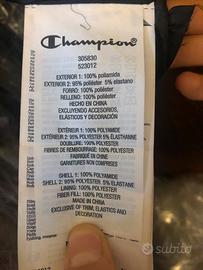 Champion
305830
523012
EXTERIOR 1: 100% poliamida
EXTERIOR 2: 95% poliéster 5% elastano
FORRO: 100% poliéster
RELLENO: 100% poliéster
HECHO EN CHINA
EXCLUYENDO ACCESORIOS,
ELÁSTICOS Y DECORACIÓN
EXTÉRIEUR 1: 100% POLYAMIDE
EXTÉRIEUR 2: 95% POLYESTER 5% ÉLASTHANNE
DOUBLURE: 100% POLYESTER
FIBRES DE REMBOURRAGE: 100% POLYESTER
FABRIQUÉ EN CHINE
GARNITURES NON COMPRISES
SHELL 1: 100% POLYAMIDE
SHELL 2: 95% POLYESTER 5% ELASTANE
LINING: 100% POLYESTER
FIBER FILL: 100% POLYESTER
MADE IN CHINA
EXCLUSIVE OF TRIM, ELASTICS AND
DECORATION
subito